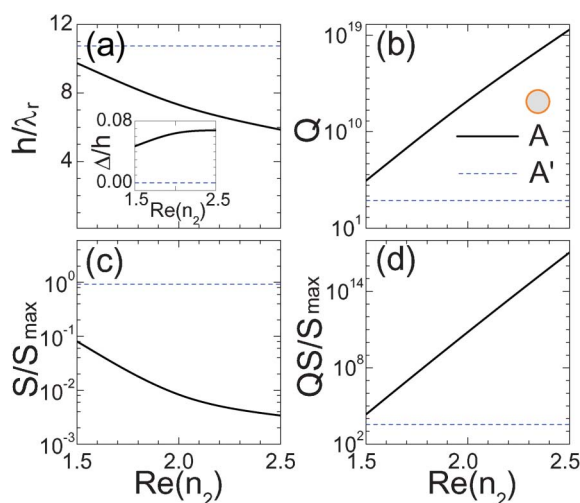 (a)
h/λr
12
10
8
6
4
Δ/h
0.08
0.00
1.5
2.5
Re(n2)
(b)
Q
10^19
10^10
10^1
A
A'
(c)
S/Smax
10^0
10^-1
10^-2
10^-3
1.5
2.0
2.5
Re(n2)
(d)
QS/Smax
10^14
10^8
10^2
1.5
2.0
2.5
Re(n2)